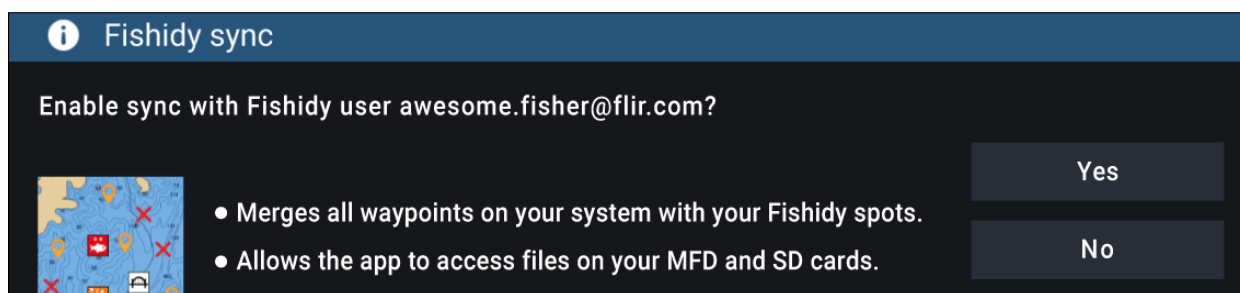 Fishidy sync
Enable sync with Fishidy user awesome.fisher@flir.com?
Yes
• Merges all waypoints on your system with your Fishidy spots.
No
• Allows the app to access files on your MFD and SD cards.